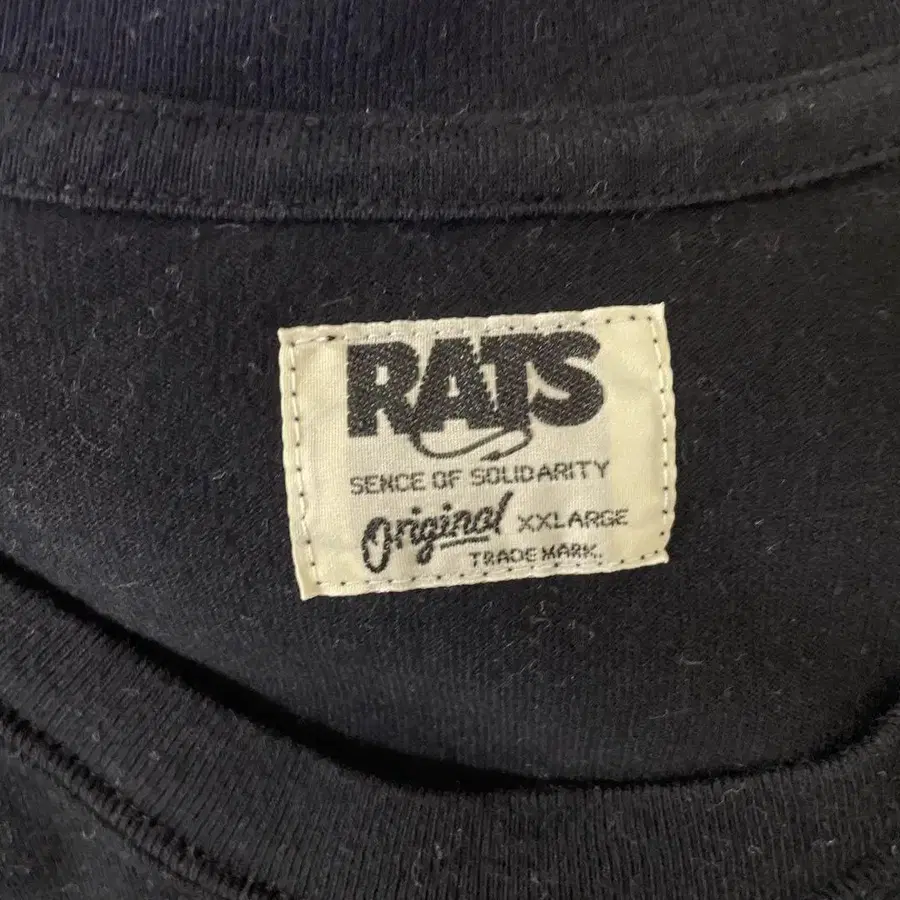 RATS
SENCE OF SOLIDARITY
Original XXLARGE
TRADE MARK.